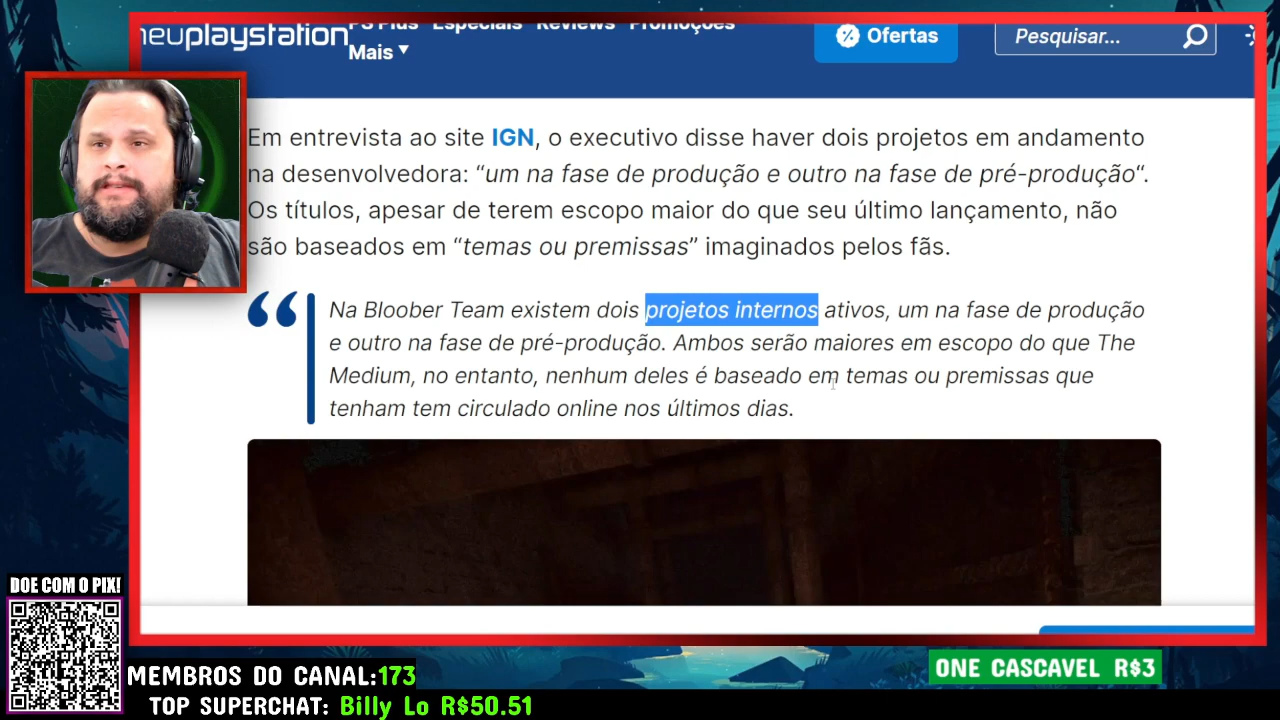 neuplaystation
PS Plus Especiais Reviews Promoções
Mais ▼
Ofertas
Pesquisar...
Em entrevista ao site IGN, o executivo disse haver dois projetos em andamento
na desenvolvedora: “um na fase de produção e outro na fase de pré-produção“.
Os títulos, apesar de terem escopo maior do que seu último lançamento, não
são baseados em “temas ou premissas” imaginados pelos fãs.
Na Bloober Team existem dois projetos internos ativos, um na fase de produção
e outro na fase de pré-produção. Ambos serão maiores em escopo do que The
Medium, no entanto, nenhum deles é baseado em temas ou premissas que
tenham tem circulado online nos últimos dias.
DOE COM O PIX!
MEMBROS DO CANAL:173
TOP SUPERCHAT: Billy Lo R$50.51
ONE CASCAVEL R$3